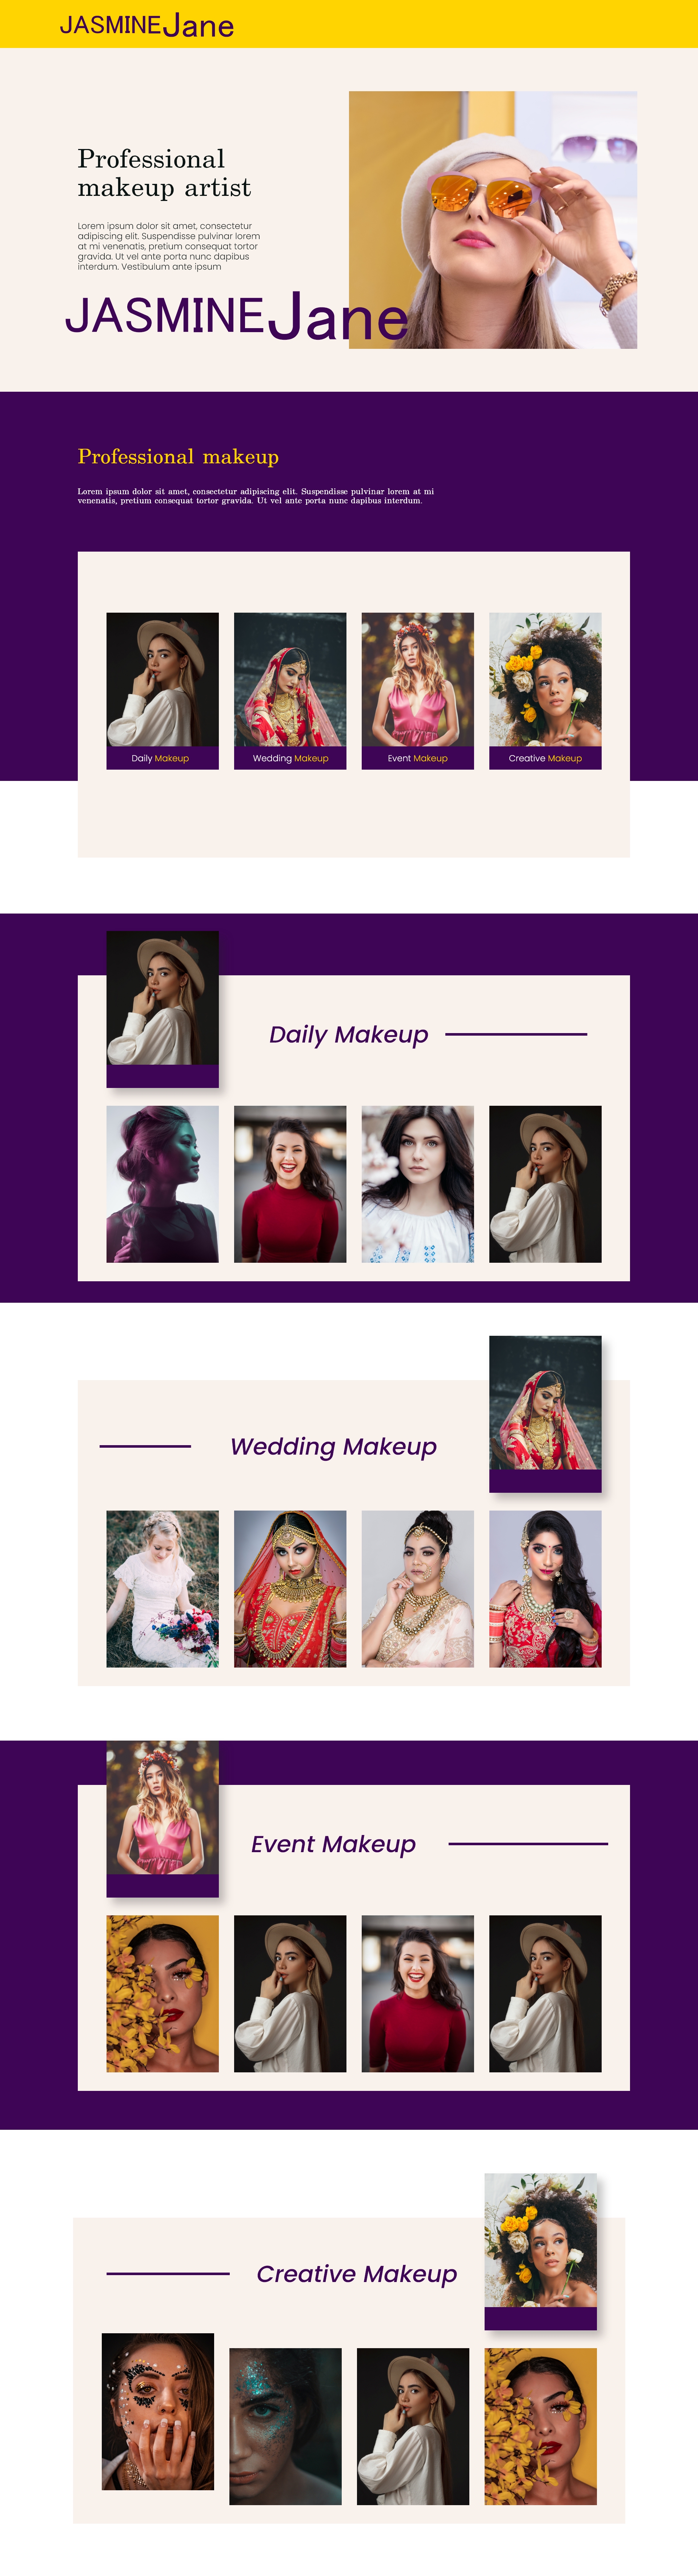 JASMINEJane
Professional
makeup artist
Lorem ipsum dolor sit amet, consectetur
adipiscing elit. Suspendisse pulvinar lorem
at mi venenatis, pretium consequat tortor
gravida. Ut vel ante porta nunc dapibus
interdum. Vestibulum ante ipsum
JASMINEJane
Professional makeup
Lorem ipsum dolor sit amet, consectetur adipiscing elit. Suspendisse pulvinar lorem at mi
venenatis, pretium consequat tortor gravida. Ut vel ante porta nunc dapibus interdum.
Daily Makeup
Wedding Makeup
Event Makeup
Creative Makeup
Daily Makeup
Wedding Makeup
Event Makeup
Creative Makeup